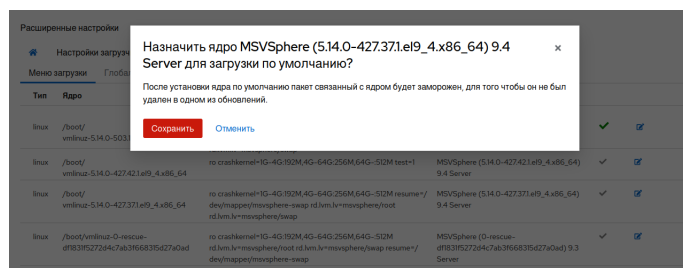 Расширенные настройки
Настройки загрузч
Назначить ядро MSVSphere (5.14.0-427.37.1.el9_4.x86_64) 9.4
Server для загрузки по умолчанию?
×
Меню загрузки Глоба
После установки ядра по умолчанию пакет связанный с ядром будет заморожен, для того чтобы он не был
удален в одном из обновлений.
Тип Ядро
Сохранить Отменить
linux /boot/
vmlinuz-5.14.0-503.1
linux /boot/
vmlinuz-5.14.0-427.42.1.el9_4.x86_64
ro crashkernel=1G-4G:192M,4G-64G:256M,64G-:512M test=1
MSVSphere (5.14.0-427.42.1.el9_4.x86_64)
9.4 Server
linux /boot/
vmlinuz-5.14.0-427.37.1.el9_4.x86_64
ro crashkernel=1G-4G:192M,4G-64G:256M,64G-:512M resume=/
dev/mapper/msvsphere-swap rd.lvm.lv=msvsphere/root
rd.lvm.lv=msvsphere/swap
MSVSphere (5.14.0-427.37.1.el9_4.x86_64)
9.4 Server
linux /boot/vmlinuz-0-rescue-
df1831f5272d4c7ab3f668315d27a0ad
ro crashkernel=1G-4G:192M,4G-64G:256M,64G-:512M
rd.lvm.lv=msvsphere/root rd.lvm.lv=msvsphere/swap resume=/
dev/mapper/msvsphere-swap
MSVSphere (0-rescue-
df1831f5272d4c7ab3f668315d27a0ad) 9.3
Server